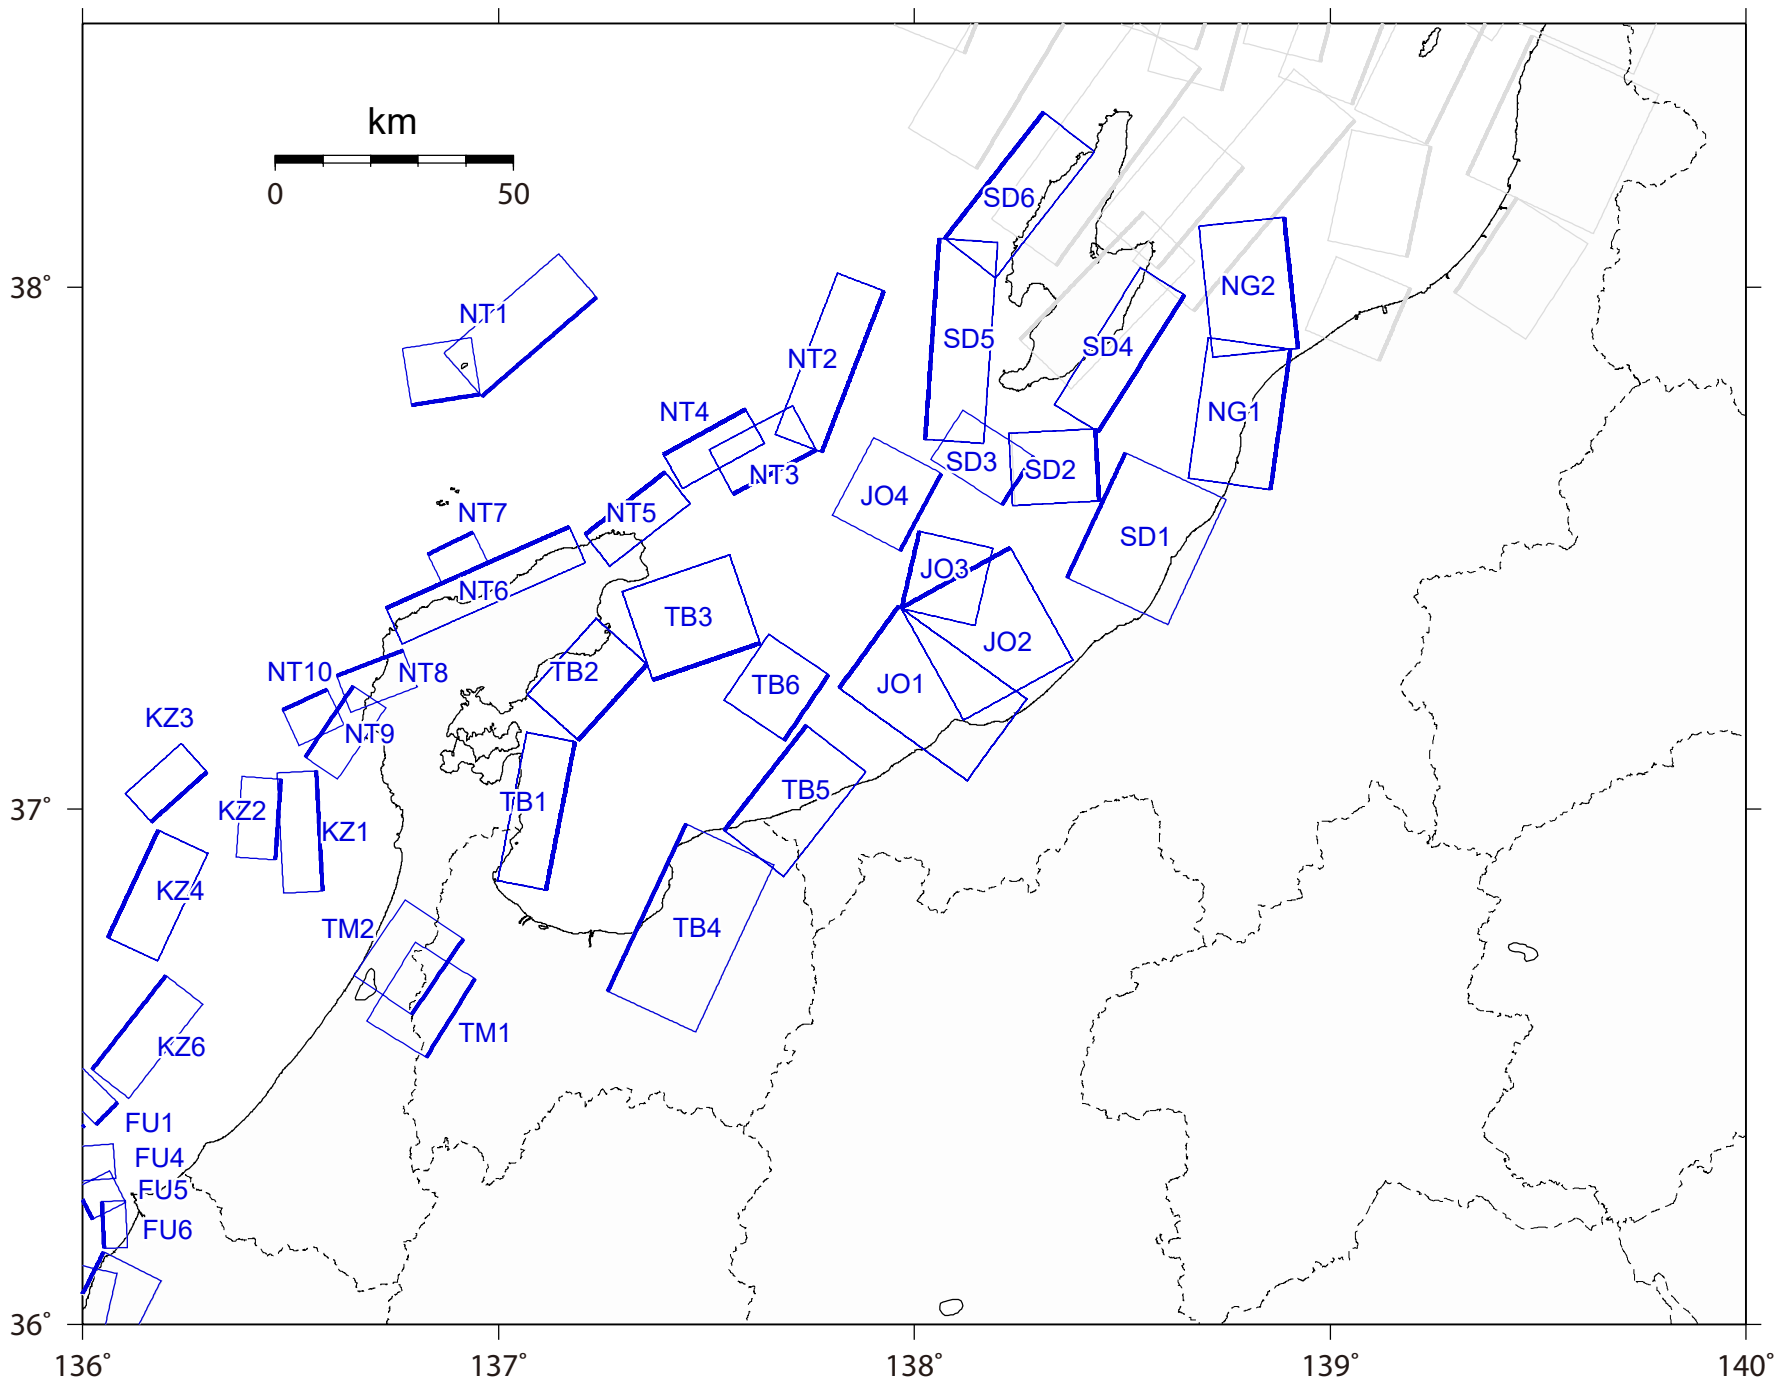 km
0 50
SD6
38°
NG2
NT1
SD5
SD4
NT2
NT4
NG1
SD3
SD2
NT3
JO4
NT7
NT5
SD1
JO3
NT6
TB3
JO2
NT10
NT8
TB2
TB6
JO1
KZ3
NT9
TB5
37°
KZ2
TB1
KZ1
KZ4
TM2
TB4
TM1
KZ6
FU1
FU4
FU5
FU6
36°
136° 137° 138° 139° 140°